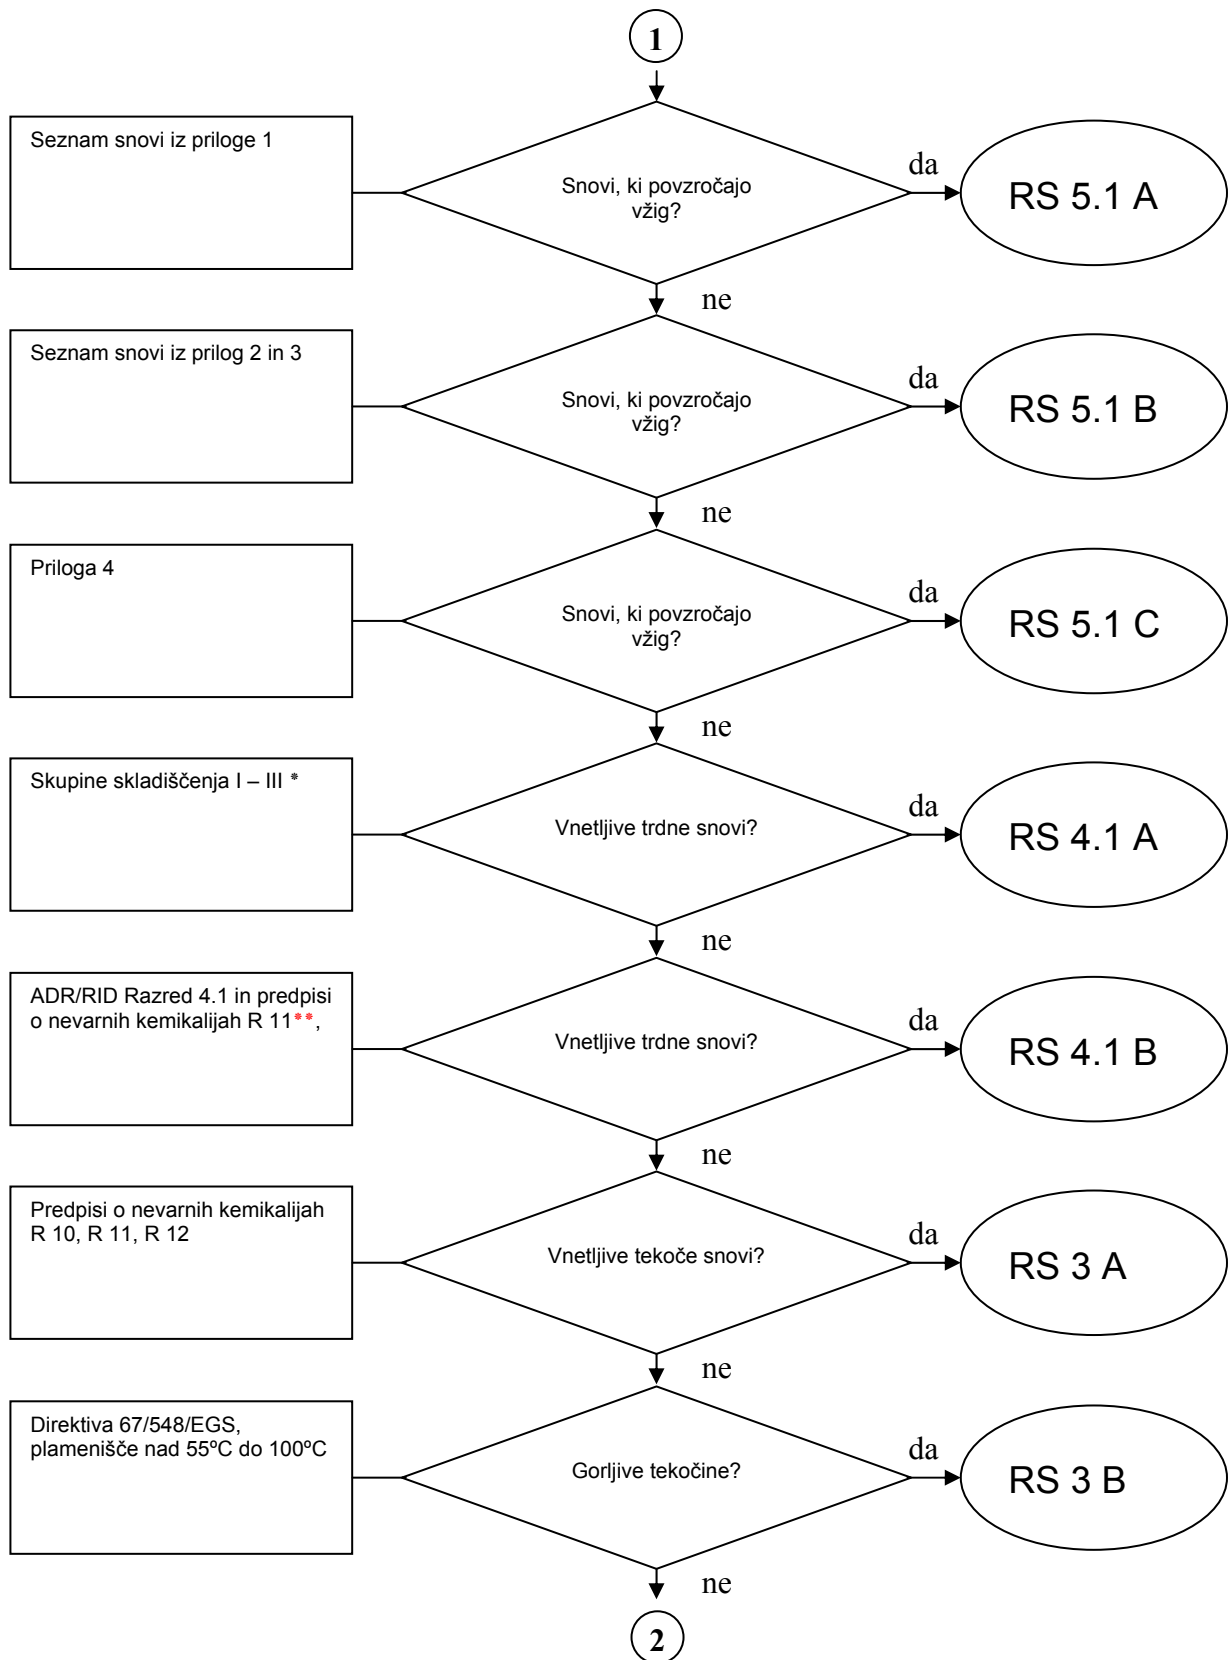 1
Seznam snovi iz priloge 1
Snovi, ki povzročajo
vžig?
da
RS 5.1 A
ne
Seznam snovi iz prilog 2 in 3
Snovi, ki povzročajo
vžig?
da
RS 5.1 B
ne
Priloga 4
Snovi, ki povzročajo
vžig?
da
RS 5.1 C
ne
Skupine skladiščenja I – III *
Vnetljive trdne snovi?
da
RS 4.1 A
ne
ADR/RID Razred 4.1 in predpisi
o nevarnih kemikalijah R 11**,
Vnetljive trdne snovi?
da
RS 4.1 B
ne
Predpisi o nevarnih kemikalijah
R 10, R 11, R 12
Vnetljive tekoče snovi?
da
RS 3 A
ne
Direktiva 67/548/EGS,
plamenišče nad 55ºC do 100ºC
Gorljive tekočine?
da
RS 3 B
ne
2